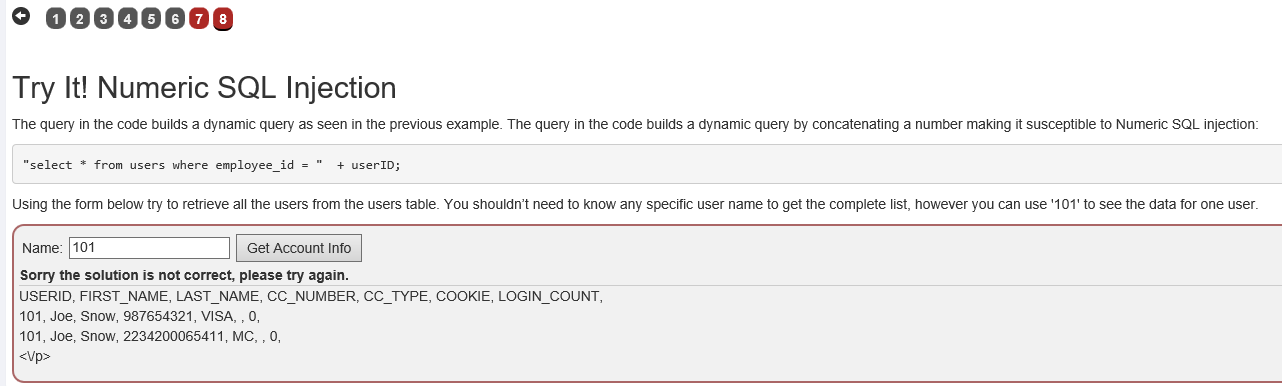 1 2 3 4 5 6 7 8
Try It! Numeric SQL Injection
The query in the code builds a dynamic query as seen in the previous example. The query in the code builds a dynamic query by concatenating a number making it susceptible to Numeric SQL injection:
"select * from users where employee_id = "  + userID;
Using the form below try to retrieve all the users from the users table. You shouldn't need to know any specific user name to get the complete list, however you can use '101' to see the data for one user.
Name: 101 Get Account Info
Sorry the solution is not correct, please try again.
USERID, FIRST_NAME, LAST_NAME, CC_NUMBER, CC_TYPE, COOKIE, LOGIN_COUNT,
101, Joe, Snow, 987654321, VISA, , 0,
101, Joe, Snow, 2234200065411, MC, , 0,
<\/p>